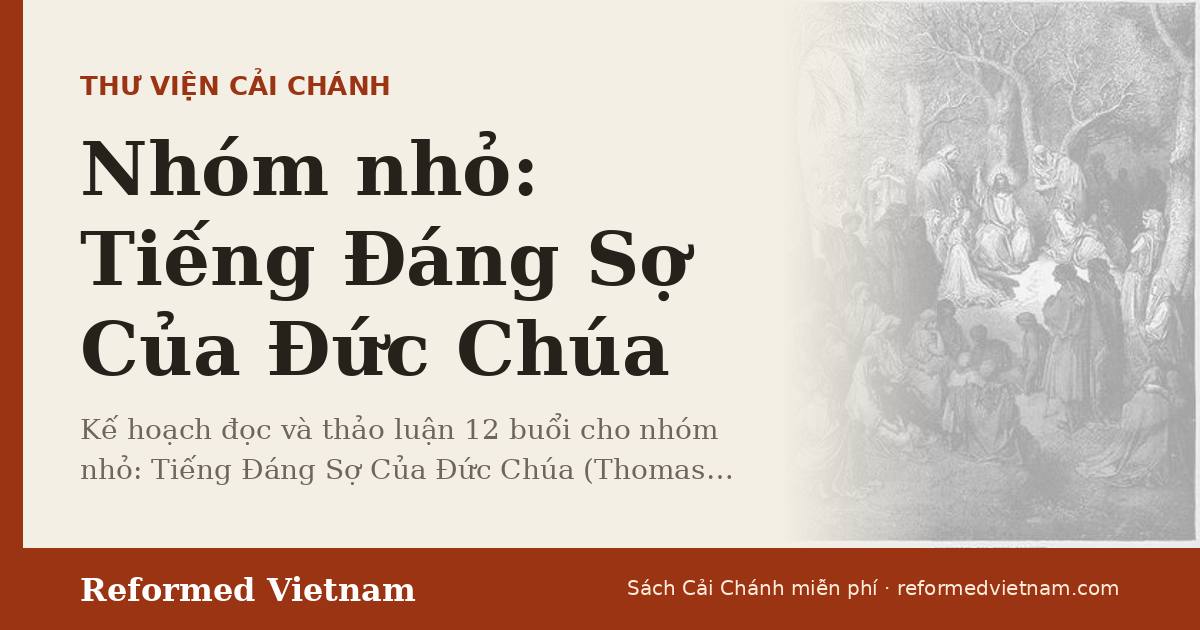 THƯ VIỆN CẢI CHÁNH
Nhóm nhỏ:
Tiếng Đáng Sợ
Của Đức Chúa
Kế hoạch đọc và thảo luận 12 buổi cho nhóm
nhỏ: Tiếng Đáng Sợ Của Đức Chúa (Thomas…
Reformed Vietnam
Sách Cải Chánh miễn phí · reformedvietnam.com